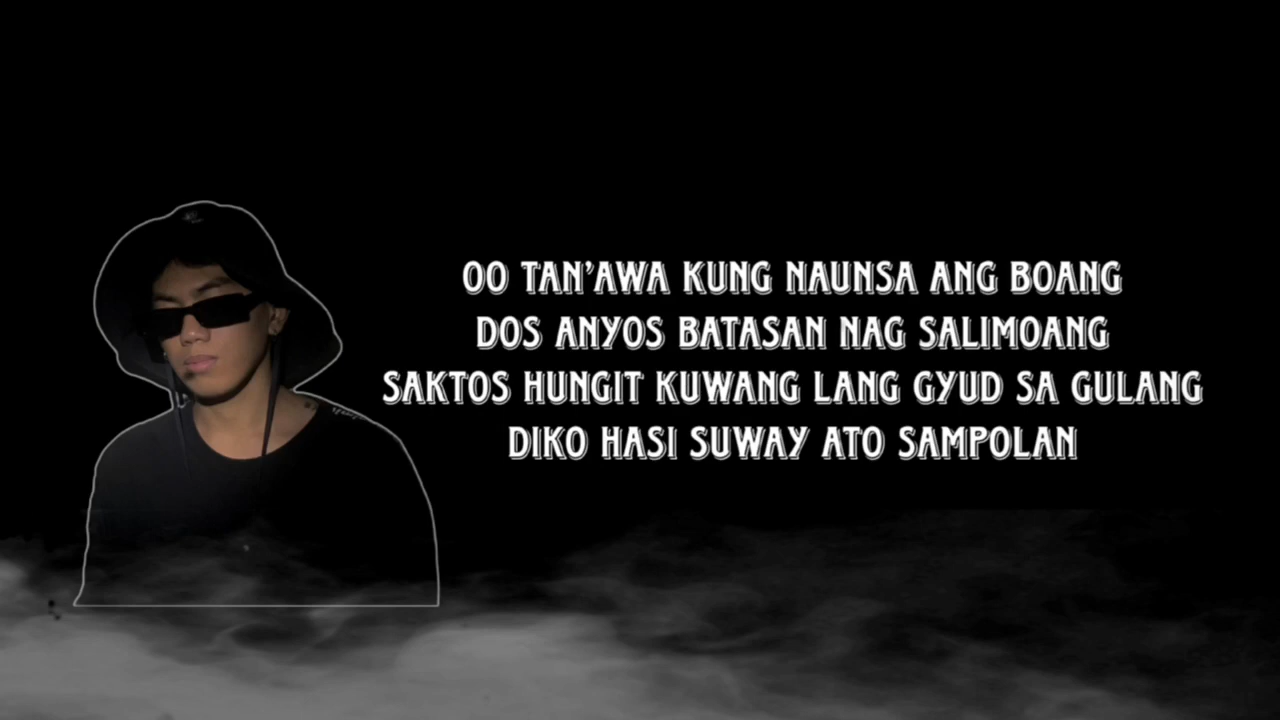 OO TAN'AWA KUNG NAUNSA ANG BOANG
DOS ANYOS BATASAN NAG SALIMOANG
SAKTOS HUNGIT KUWANG LANG GYUD SA GULANG
DIKO HASI SUWAY ATO SAMPOLAN